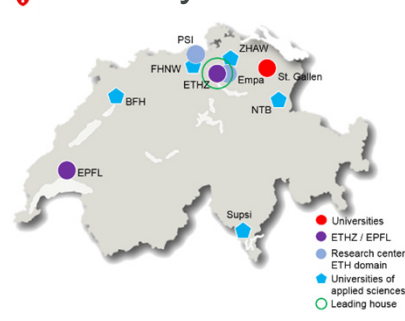 PSI
ZHAW
FHNW
ETHZ
Empa
St. Gallen
BFH
NTB
EPFL
Supsi
Universities
ETHZ / EPFL
Research center
ETH domain
Universities of
applied sciences
Leading house